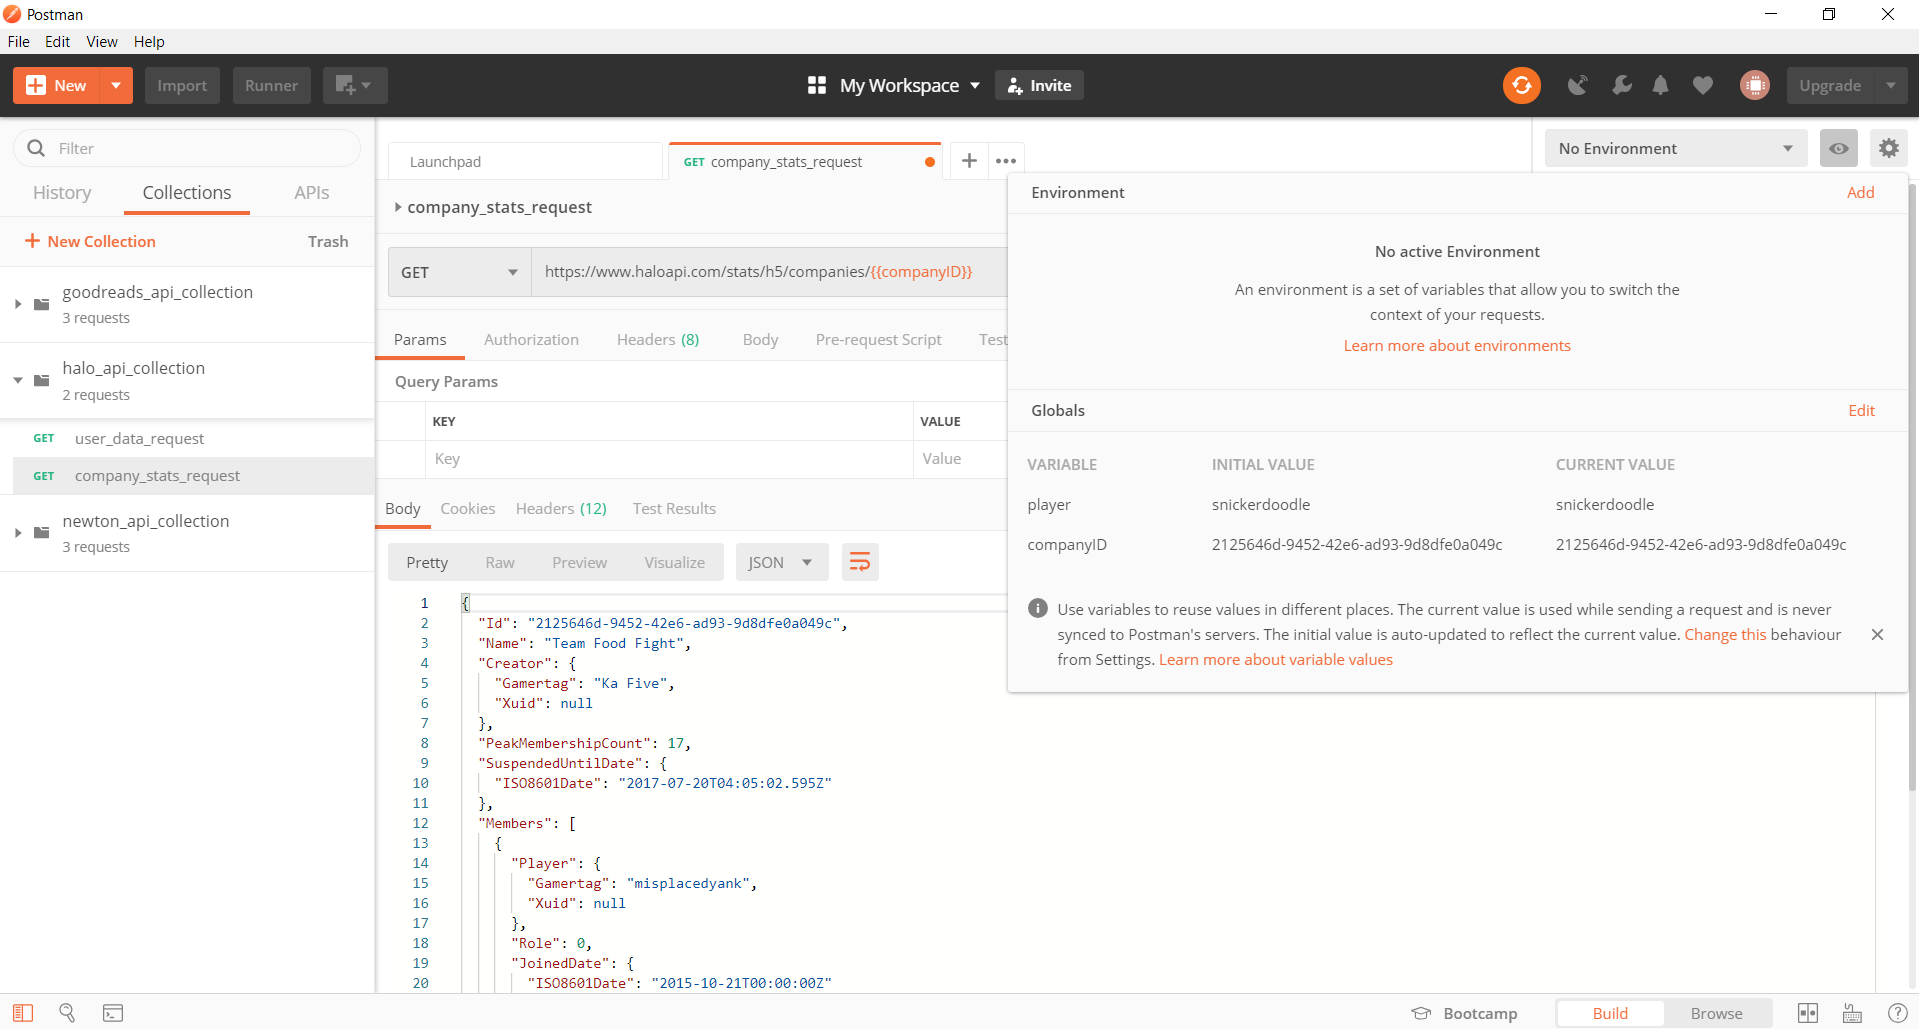 Postman
File Edit View Help
New Import Runner My Workspace Invite Upgrade
Filter
History Collections APIs
New Collection Trash
goodreads_api_collection
3 requests
halo_api_collection
2 requests
GET user_data_request
GET company_stats_request
newton_api_collection
3 requests
Launchpad GET company_stats_request No Environment
company_stats_request
GET https://www.haloapi.com/stats/h5/companies/{{companyID}}
Params Authorization Headers (8) Body Pre-request Script Test
Query Params
KEY VALUE
Key Value
Body Cookies Headers (12) Test Results
Pretty Raw Preview Visualize JSON
1 {
2 "Id": "2125646d-9452-42e6-ad93-9d8dfe0a049c",
3 "Name": "Team Food Fight",
4 "Creator": {
5 "Gamertag": "Ka Five",
6 "Xuid": null
7 },
8 "PeakMembershipCount": 17,
9 "SuspendedUntilDate": {
10 "ISO8601Date": "2017-07-20T04:05:02.595Z"
11 },
12 "Members": [
13 {
14 "Player": {
15 "Gamertag": "misplacedyank",
16 "Xuid": null
17 },
18 "Role": 0,
19 "JoinedDate": {
20 "ISO8601Date": "2015-10-21T00:00:00Z"
Environment Add
No active Environment
An environment is a set of variables that allow you to switch the
context of your requests.
Learn more about environments
Globals Edit
VARIABLE INITIAL VALUE CURRENT VALUE
player snickerdoodle snickerdoodle
companyID 2125646d-9452-42e6-ad93-9d8dfe0a049c 2125646d-9452-42e6-ad93-9d8dfe0a049c
Use variables to reuse values in different places. The current value is used while sending a request and is never
synced to Postman's servers. The initial value is auto-updated to reflect the current value. Change this behaviour
from Settings. Learn more about variable values
Bootcamp Build Browse